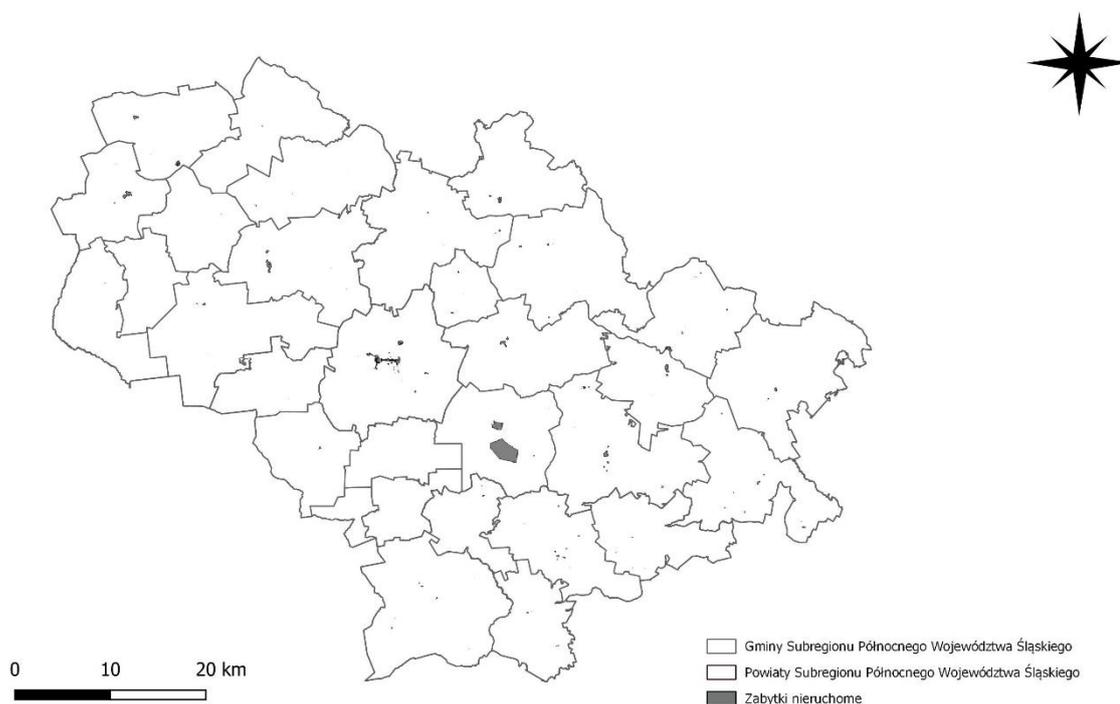 0 10 20 km
Gminy Subregionu Północnego Województwa Śląskiego
Powiaty Subregionu Północnego Województwa Śląskiego
Zabytki nieruchome